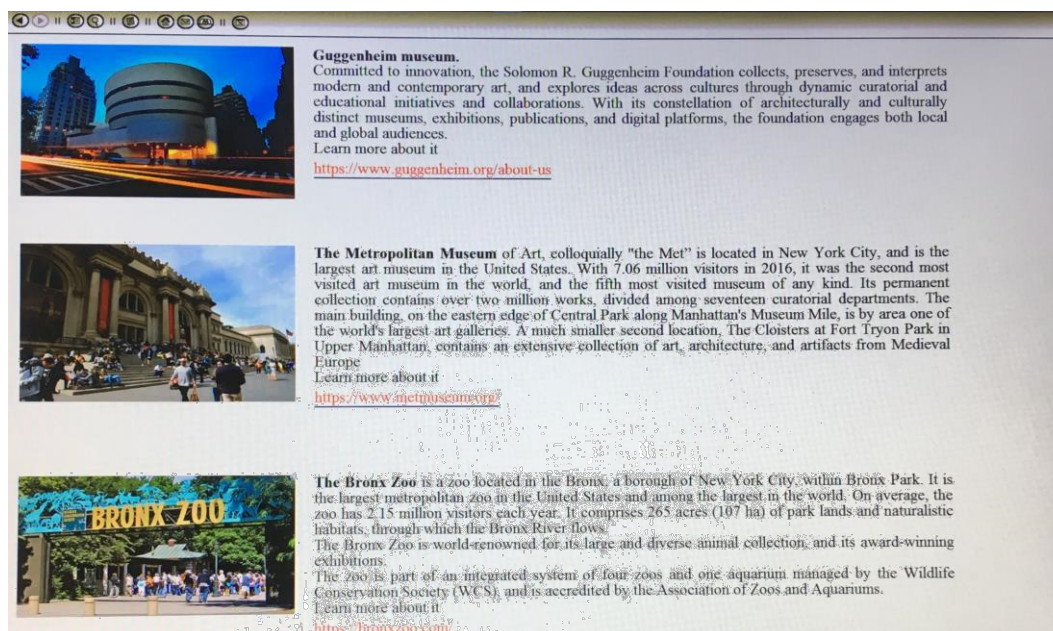 Guggenheim museum.
Committed to innovation, the Solomon R. Guggenheim Foundation collects, preserves, and interprets
modern and contemporary art, and explores ideas across cultures through dynamic curatorial and
educational initiatives and collaborations. With its constellation of architecturally and culturally
distinct museums, exhibitions, publications, and digital platforms, the foundation engages both local
and global audiences.
Learn more about it
https://www.guggenheim.org/about-us
The Metropolitan Museum of Art, colloquially "the Met" is located in New York City, and is the
largest art museum in the United States. With 7.06 million visitors in 2016, it was the second most
visited art museum in the world, and the fifth most visited museum of any kind. Its permanent
collection contains over two million works, divided among seventeen curatorial departments. The
main building, on the eastern edge of Central Park along Manhattan's Museum Mile, is by area one of
the world's largest art galleries. A much smaller second location, The Cloisters at Fort Tryon Park in
Upper Manhattan, contains an extensive collection of art, architecture, and artifacts from Medieval
Europe
Learn more about it
https://www.metmuseum.org/
BRONX ZOO
The Bronx Zoo is a zoo located in the Bronx, a borough of New York City, within Bronx Park. It is
the largest metropolitan zoo in the United States and among the largest in the world. On average, the
zoo has 2.15 million visitors each year. It comprises 265 acres (107 ha) of park lands and naturalistic
habitats, through which the Bronx River flows.
The Bronx Zoo is world-renowned for its large and diverse animal collection, and its award-winning
exhibitions.
The zoo is part of an integrated system of four zoos and one aquarium managed by the Wildlife
Conservation Society (WCS), and is accredited by the Association of Zoos and Aquariums.
Learn more about it
https://bronxzoo.com/